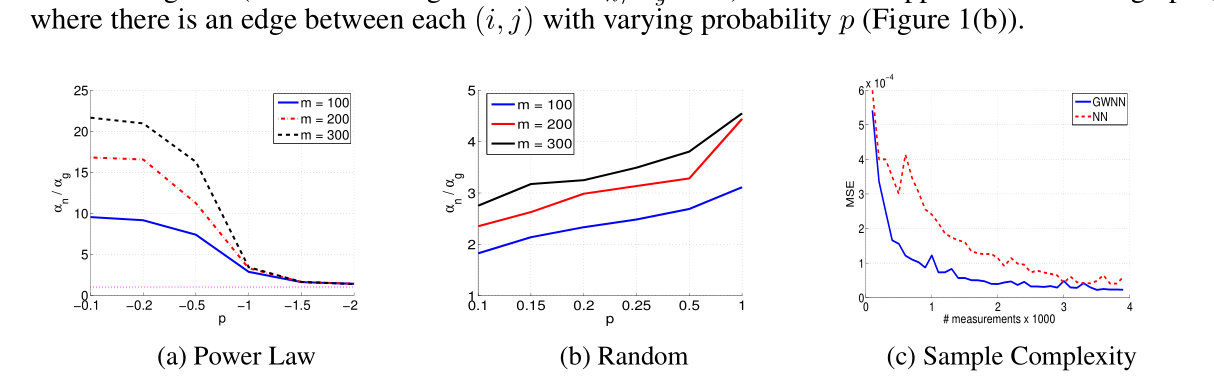 where there is an edge between each (i, j) with varying probability p (Figure 1(b)).
25
20
15
10
5
0
α_n / α_g
−0.1 −0.2 −0.5 −1 −1.5 −2
p
m = 100
m = 200
m = 300
(a) Power Law
5
4
3
2
1
α_n / α_g
0.1 0.15 0.2 0.25 0.5 1
p
m = 100
m = 200
m = 300
(b) Random
6 x 10^-4
5
4
3
2
1
0
MSE
0 1 2 3 4
# measurements x 1000
GWNN
NN
(c) Sample Complexity